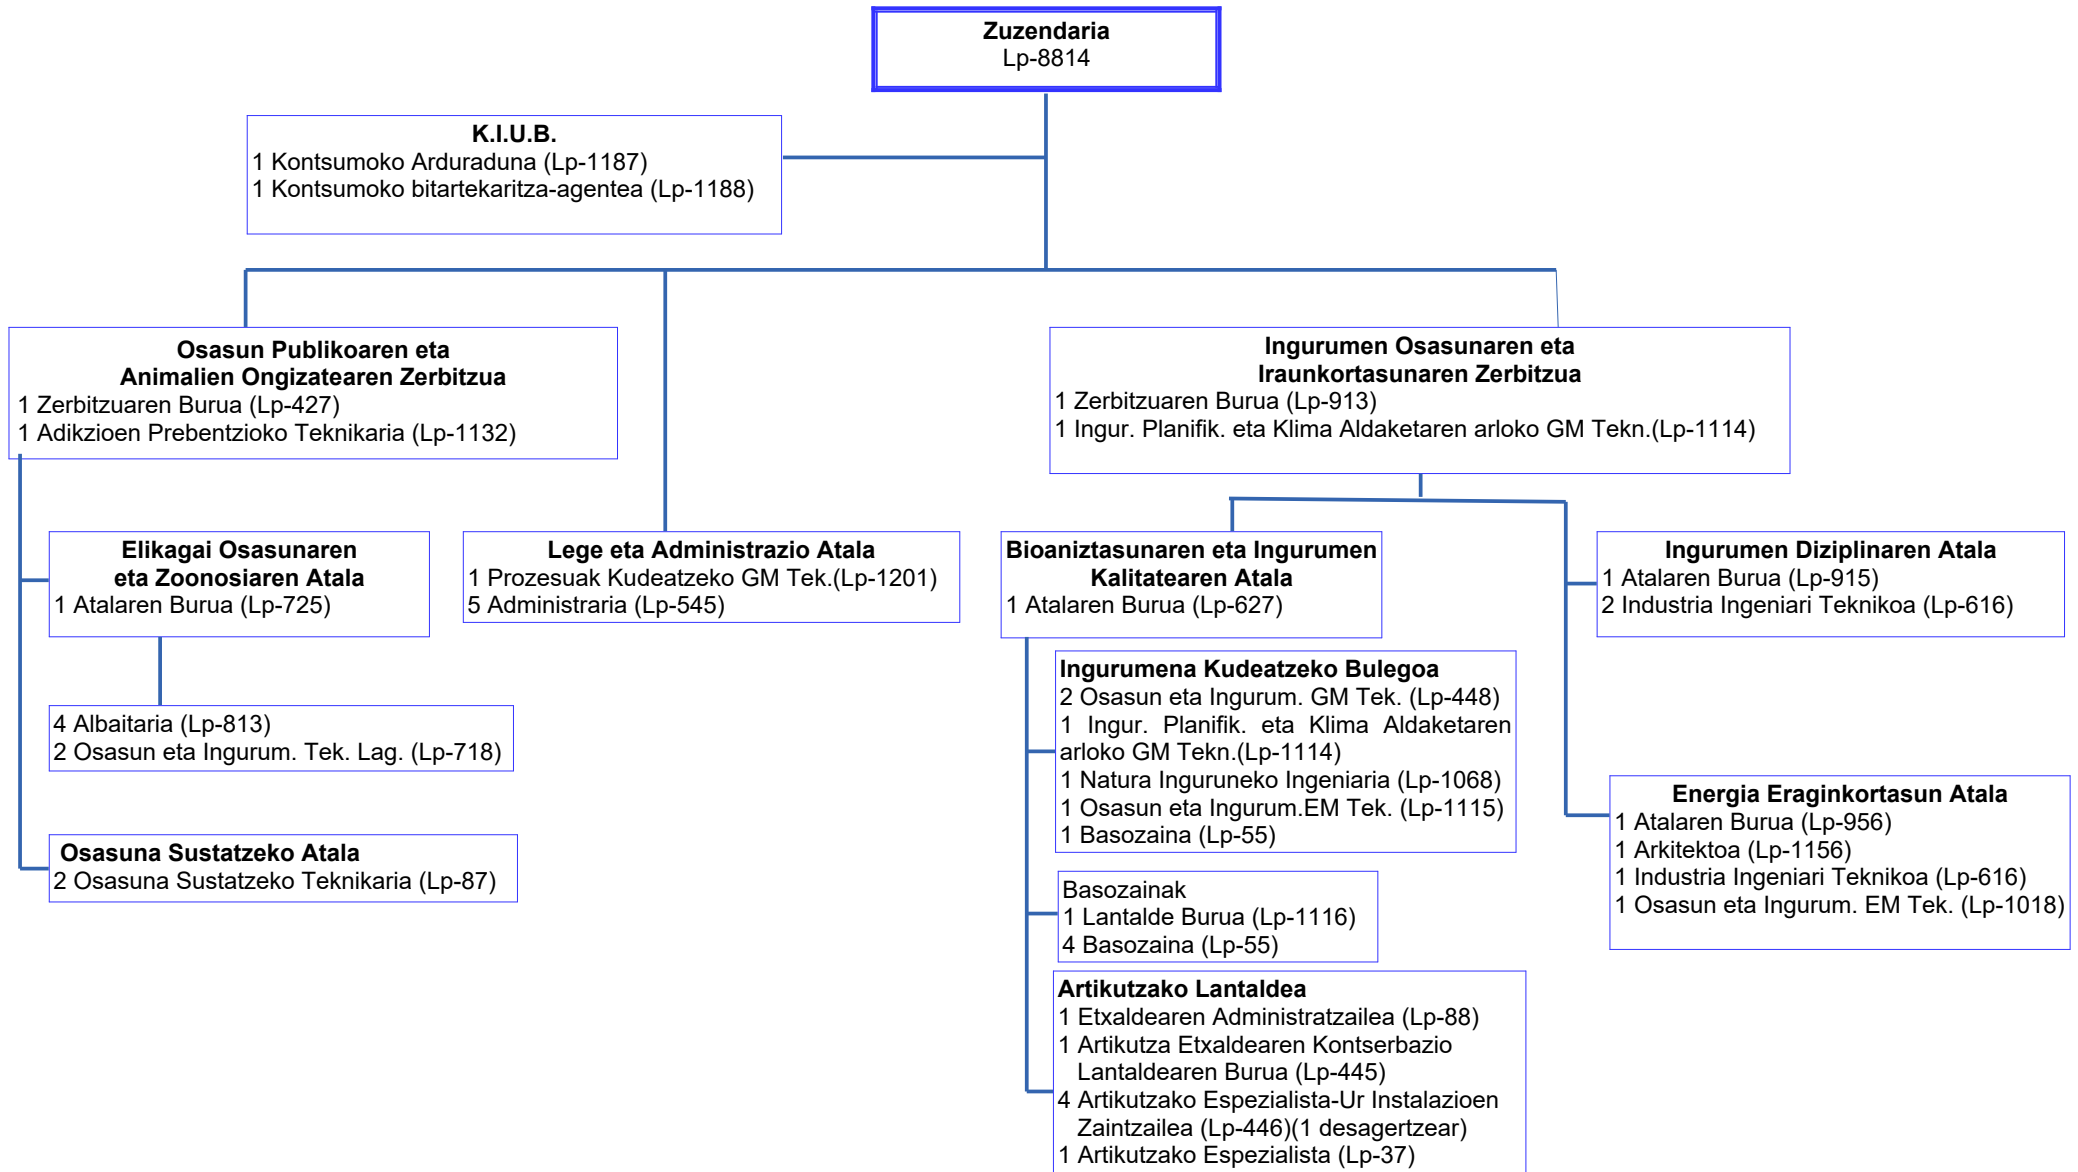 Zuzendaria
Lp-8814
K.I.U.B.
1 Kontsumoko Arduraduna (Lp-1187)
1 Kontsumoko bitartekaritza-agentea (Lp-1188)
Osasun Publikoaren eta
Animalien Ongizatearen Zerbitzua
1 Zerbitzuaren Burua (Lp-427)
1 Adikzioen Prebentzioko Teknikaria (Lp-1132)
Ingurumen Osasunaren eta
Iraunkortasunaren Zerbitzua
1 Zerbitzuaren Burua (Lp-913)
1 Ingur. Planifik. eta Klima Aldaketaren arloko GM Tekn.(Lp-1114)
Elikagai Osasunaren
eta Zoonosiaren Atala
1 Atalaren Burua (Lp-725)
4 Albaitaria (Lp-813)
2 Osasun eta Ingurum. Tek. Lag. (Lp-718)
Osasuna Sustatzeko Atala
2 Osasuna Sustatzeko Teknikaria (Lp-87)
Lege eta Administrazio Atala
1 Prozesuak Kudeatzeko GM Tek.(Lp-1201)
5 Administraria (Lp-545)
Bioaniztasunaren eta Ingurumen
Kalitatearen Atala
1 Atalaren Burua (Lp-627)
Ingurumena Kudeatzeko Bulegoa
2 Osasun eta Ingurum. GM Tek. (Lp-448)
1 Ingur. Planifik. eta Klima Aldaketaren
arloko GM Tekn.(Lp-1114)
1 Natura Inguruneko Ingeniaria (Lp-1068)
1 Osasun eta Ingurum.EM Tek. (Lp-1115)
1 Basozaina (Lp-55)
Basozainak
1 Lantalde Burua (Lp-1116)
4 Basozaina (Lp-55)
Artikutzako Lantaldea
1 Etxaldearen Administratzailea (Lp-88)
1 Artikutza Etxaldearen Kontserbazio
Lantaldearen Burua (Lp-445)
4 Artikutzako Espezialista-Ur Instalazioen
Zaintzailea (Lp-446)(1 desagertzear)
1 Artikutzako Espezialista (Lp-37)
Ingurumen Diziplinaren Atala
1 Atalaren Burua (Lp-915)
2 Industria Ingeniari Teknikoa (Lp-616)
Energia Eraginkortasun Atala
1 Atalaren Burua (Lp-956)
1 Arkitektoa (Lp-1156)
1 Industria Ingeniari Teknikoa (Lp-616)
1 Osasun eta Ingurum. EM Tek. (Lp-1018)